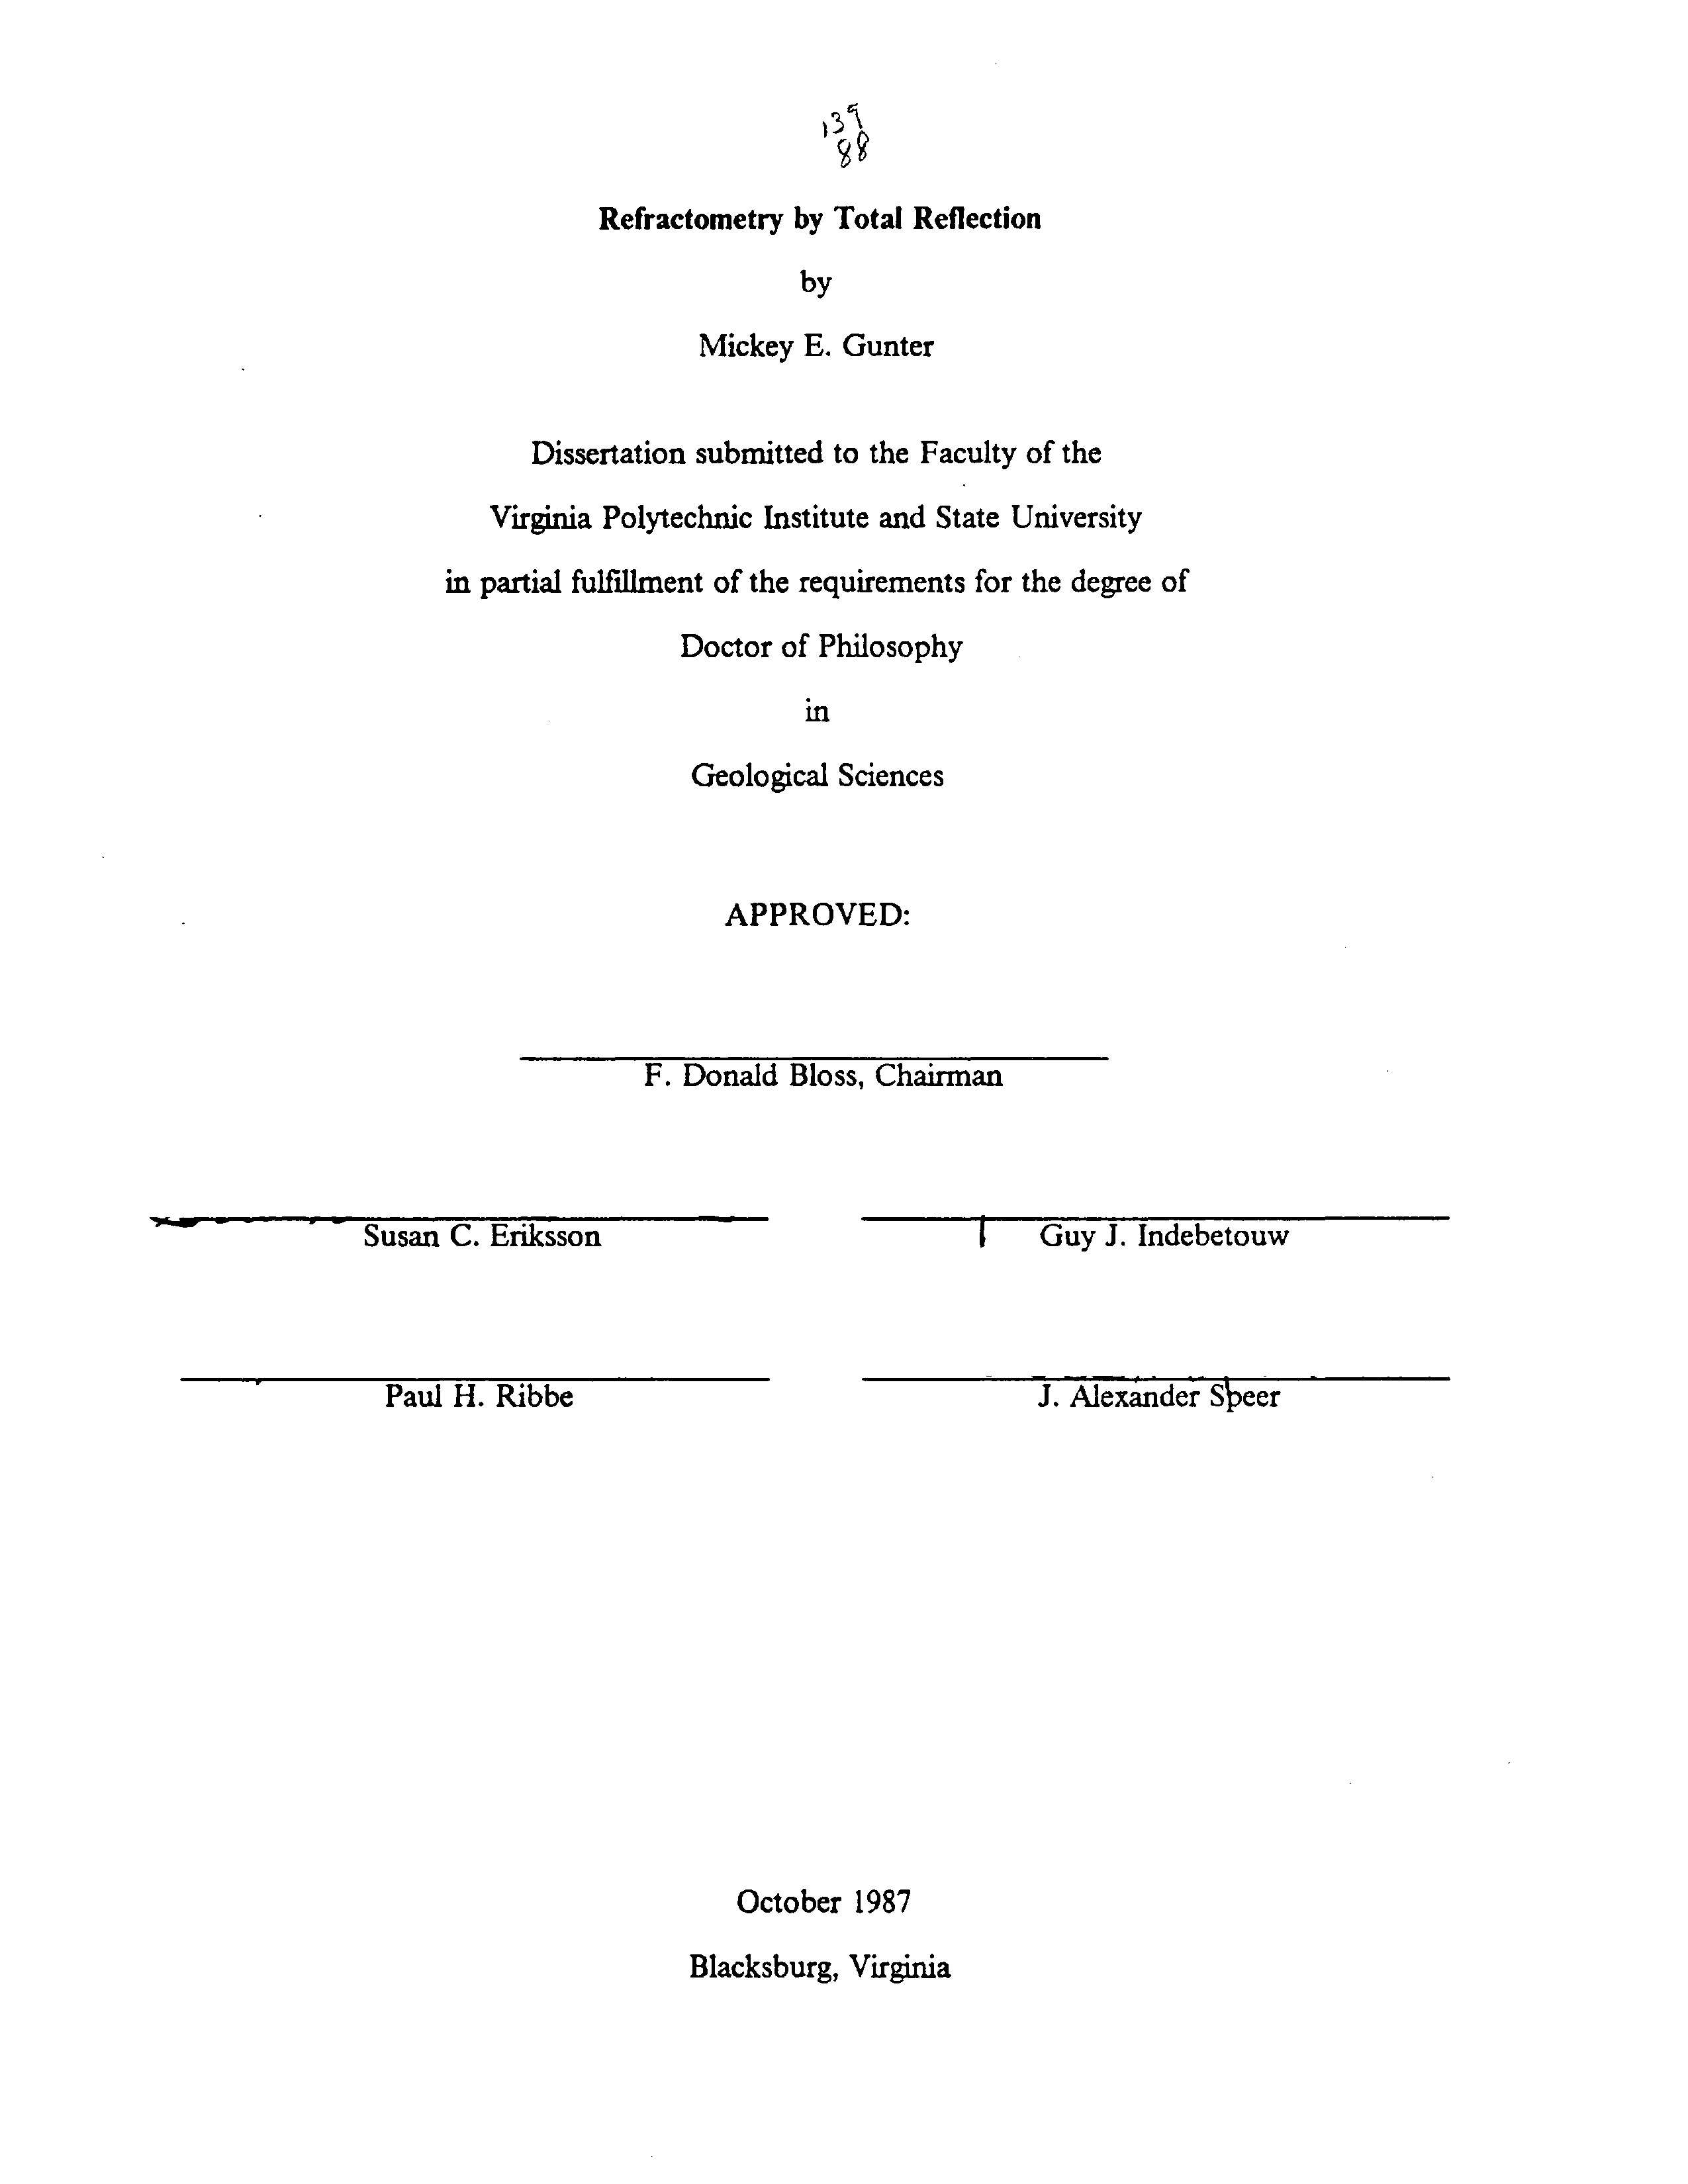 139
88
Refractometry by Total Reflection
by
Mickey E. Gunter
Dissertation submitted to the Faculty of the
Virginia Polytechnic Institute and State University
in partial fulfillment of the requirements for the degree of
Doctor of Philosophy
in
Geological Sciences
APPROVED:
F. Donald Bloss, Chairman
Susan C. Eriksson Guy J. Indebetouw
Paul H. Ribbe J. Alexander Speer
October 1987
Blacksburg, Virginia